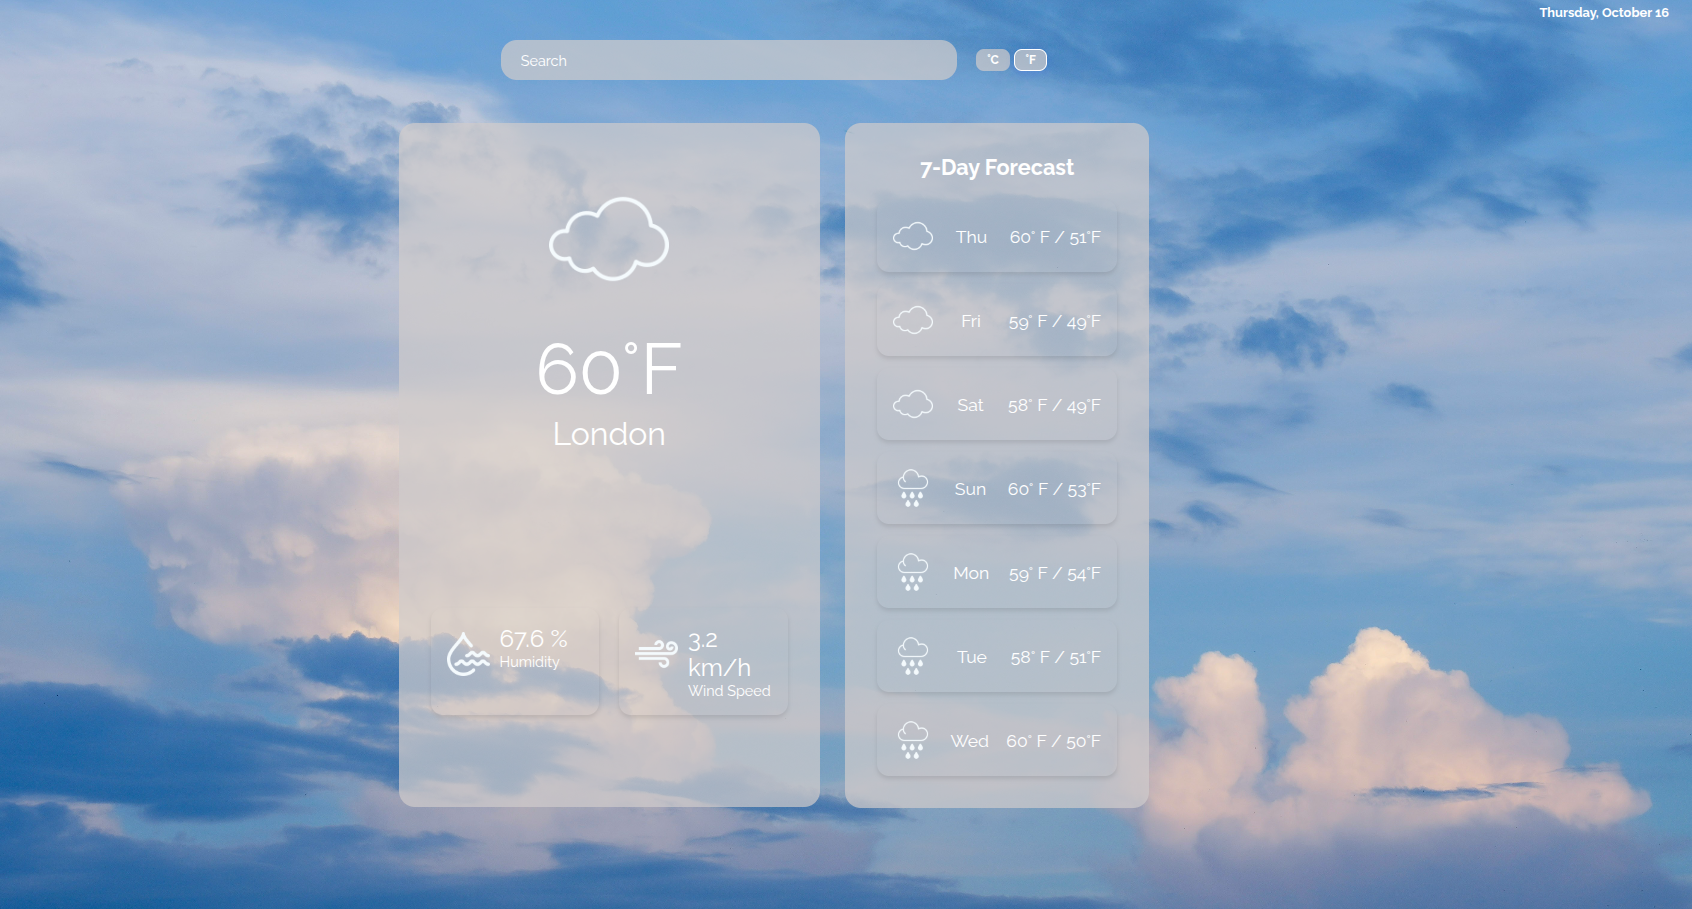 Thursday, October 16
Search
°C
°F
60°F
London
67.6 %
Humidity
3.2
km/h
Wind Speed
7-Day Forecast
Thu 60° F / 51°F
Fri 59° F / 49°F
Sat 58° F / 49°F
Sun 60° F / 53°F
Mon 59° F / 54°F
Tue 58° F / 51°F
Wed 60° F / 50°F